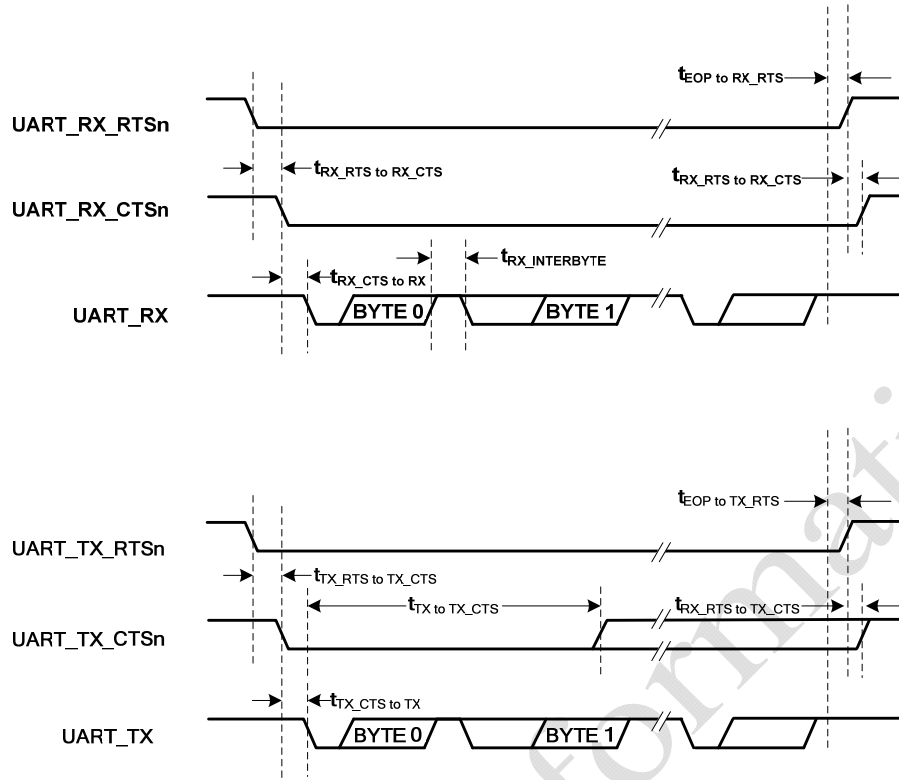 tEOP to RX_RTS
UART_RX_RTSn
tRX_RTS to RX_CTS
tRX_RTS to RX_CTS
UART_RX_CTSn
tRX_INTERBYTE
tRX_CTS to RX
UART_RX
BYTE 0
BYTE 1
tEOP to TX_RTS
UART_TX_RTSn
tTX_RTS to TX_CTS
tTX to TX_CTS
tRX_RTS to TX_CTS
UART_TX_CTSn
tTX_CTS to TX
UART_TX
BYTE 0
BYTE 1